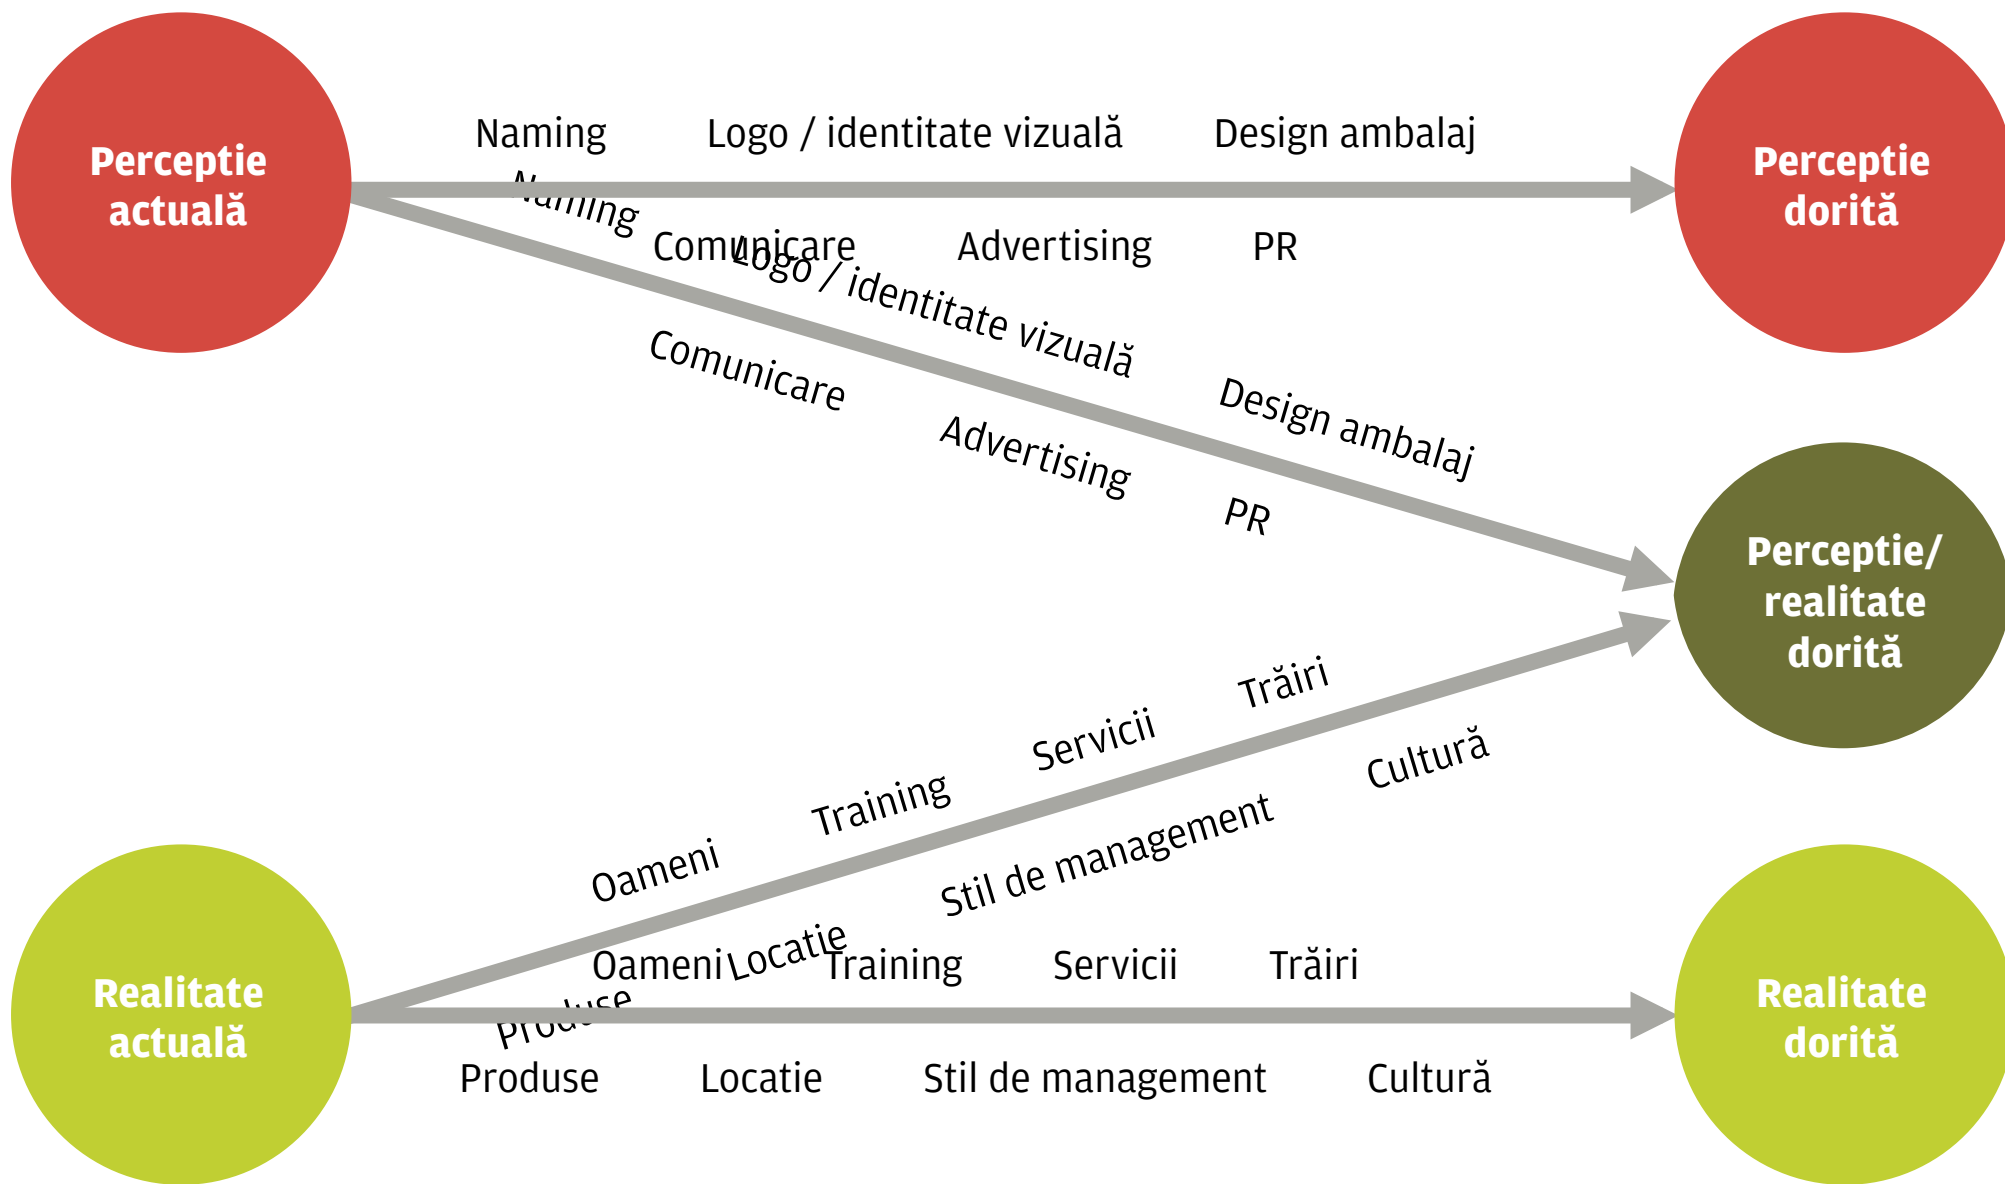 Perceptie
actuală
Naming Logo / identitate vizuală Design ambalaj
Comunicare Advertising PR
Perceptie
dorită
Naming Logo / identitate vizuală Design ambalaj
Comunicare Advertising PR
Perceptie/
realitate
dorită
Oameni Training Servicii Trăiri
Produse Locatie Stil de management Cultură
Realitate
actuală
Oameni Training Servicii Trăiri
Produse Locatie Stil de management Cultură
Realitate
dorită